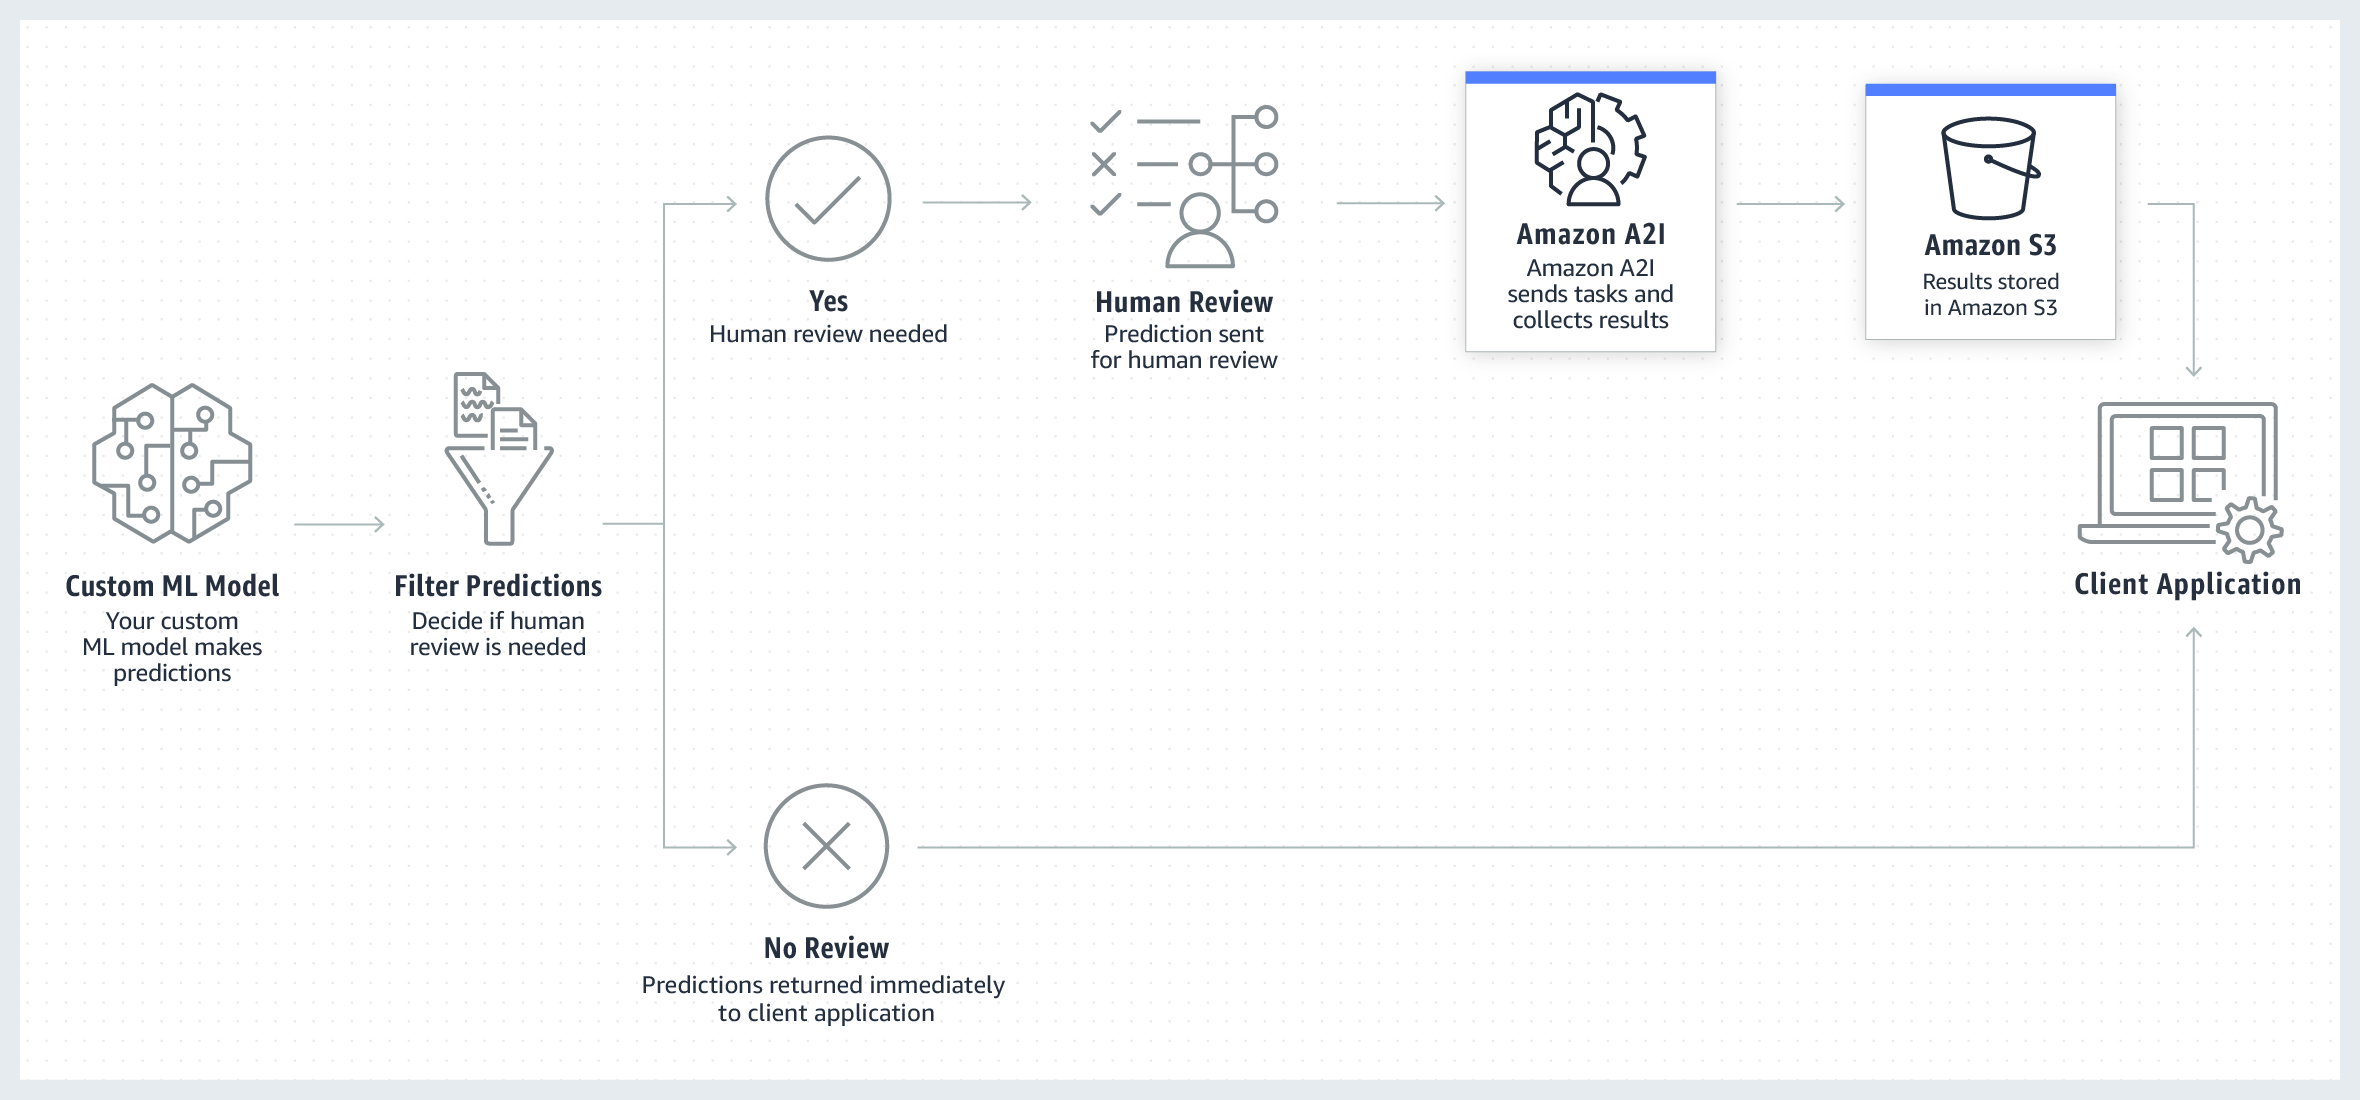 Custom ML Model
Your custom
ML model makes
predictions
Filter Predictions
Decide if human
review is needed
Yes
Human review needed
Human Review
Prediction sent
for human review
Amazon A2I
Amazon A2I
sends tasks and
collects results
Amazon S3
Results stored
in Amazon S3
Client Application
No Review
Predictions returned immediately
to client application